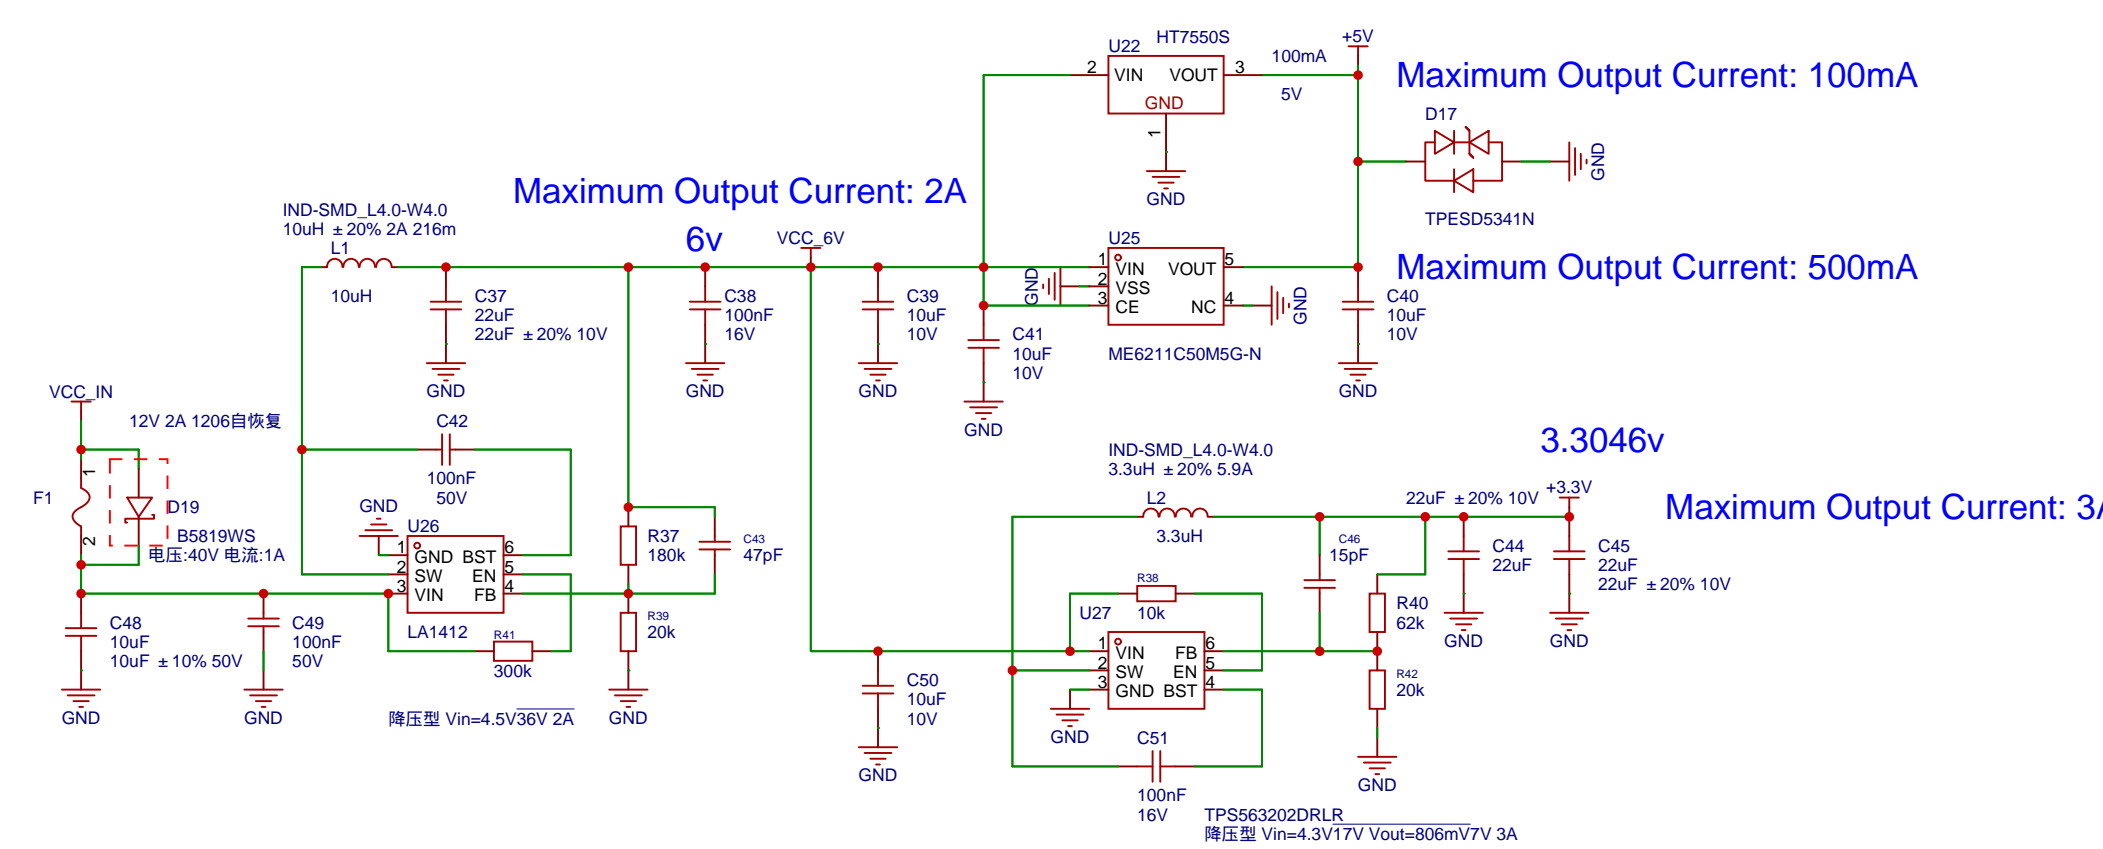 HT7550S
U22
2
VIN
VOUT
3
GND
1
GND
100mA
5V
+5V
Maximum Output Current: 100mA
D17
GND
TPESD5341N
Maximum Output Current: 2A
6v
VCC_6V
IND-SMD_L4.0-W4.0
10uH ±20% 2A 216m
L1
10uH
C37
22uF
22uF ±20% 10V
GND
C38
100nF
16V
GND
C39
10uF
10V
GND
U25
1
VIN
VOUT
5
GND
2
VSS
3
CE
NC
4
GND
ME6211C50M5G-N
C41
10uF
10V
GND
Maximum Output Current: 500mA
C40
10uF
10V
GND
VCC_IN
12V 2A 1206自恢复
F1
1
2
D19
B5819WS
电压:40V 电流:1A
C42
100nF
50V
GND
U26
1
GND
BST
6
2
SW
EN
5
3
VIN
FB
4
LA1412
R41
300k
R37
180k
C43
47pF
R39
20k
GND
C48
10uF
10uF ±10% 50V
GND
C49
100nF
50V
GND
降压型 Vin=4.5V36V 2A
3.3046v
IND-SMD_L4.0-W4.0
3.3uH ±20% 5.9A
L2
3.3uH
22uF ±20% 10V
+3.3V
Maximum Output Current: 3A
C46
15pF
C44
22uF
GND
C45
22uF
22uF ±20% 10V
GND
R38
10k
U27
1
VIN
FB
6
2
SW
EN
5
3
GND
BST
4
GND
R40
62k
R42
20k
GND
C50
10uF
10V
GND
C51
100nF
16V
TPS563202DRLR
降压型 Vin=4.3V17V Vout=806mV7V 3A